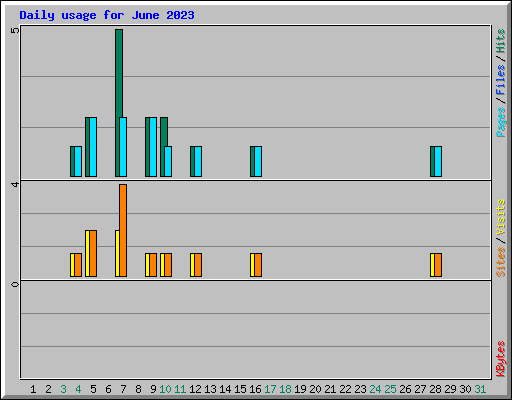 Daily usage for June 2023
5
4
0
Pages / Files / Hits
Sites / Visits
KBytes
1 2 3 4 5 6 7 8 9 10 11 12 13 14 15 16 17 18 19 20 21 22 23 24 25 26 27 28 29 30 31